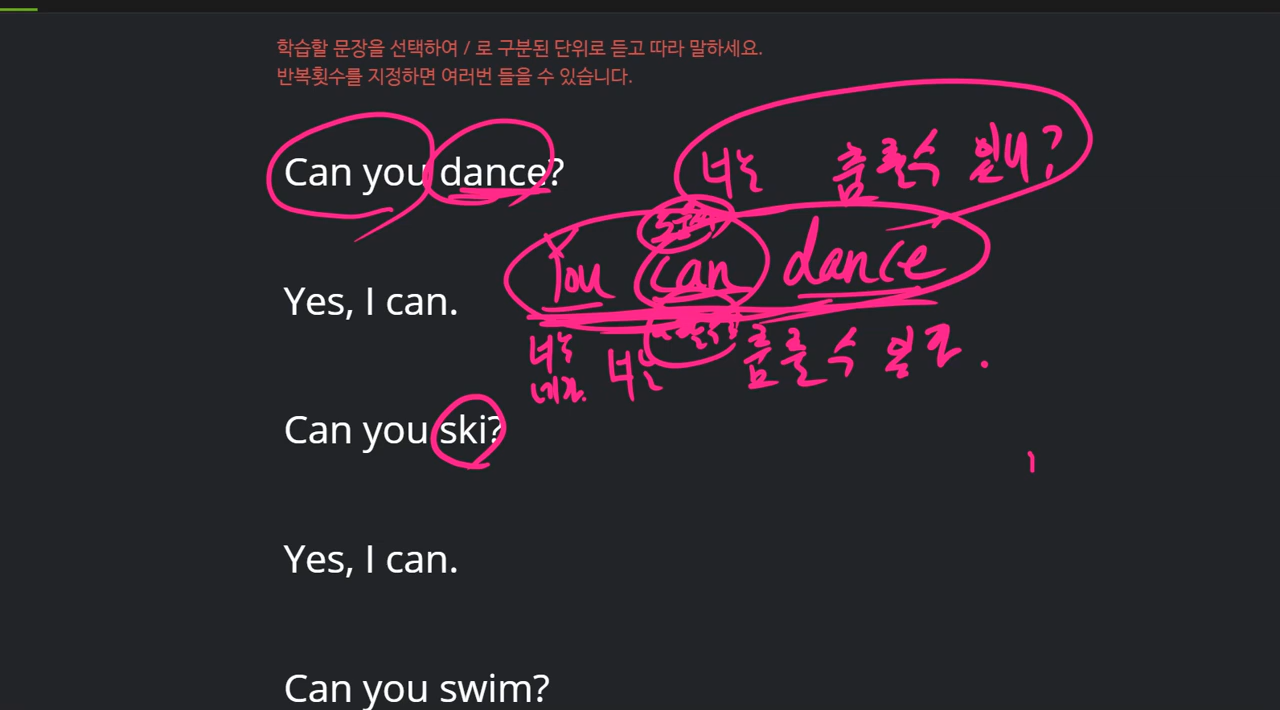 학습할 문장을 선택하여 / 로 구분된 단위로 듣고 따라 말하세요.
반복횟수를 지정하면 여러번 들을 수 있습니다.
Can you dance?
너는 춤출수 있니?
You can dance
Yes, I can.
너는 너는 춤출수 있다.
네가
Can you ski?
Yes, I can.
Can you swim?